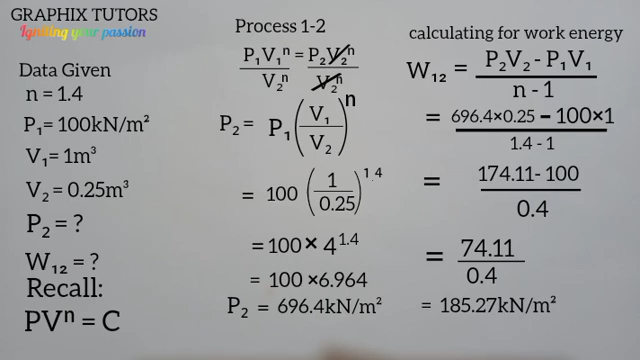 GRAPHIX TUTORS
Igniting your passion
Data Given
n = 1.4
P₁= 100kN/m²
V₁= 1m³
V₂ = 0.25m³
P₂ = ?
W₁₂ = ?
Recall:
PVⁿ = C
Process 1-2
P₁V₁ⁿ = P₂V₂ⁿ
V₂ⁿ V₂ⁿ
P₂ = P₁ (V₁/V₂)ⁿ
= 100 (1/0.25)¹·⁴
= 100 × 4¹·⁴
= 100 ×6.964
P₂ = 696.4kN/m²
calculating for work energy
W₁₂ = P₂V₂ - P₁V₁
n - 1
= 696.4×0.25 - 100×1
1.4 - 1
= 174.11- 100
0.4
= 74.11
0.4
= 185.27kN/m²